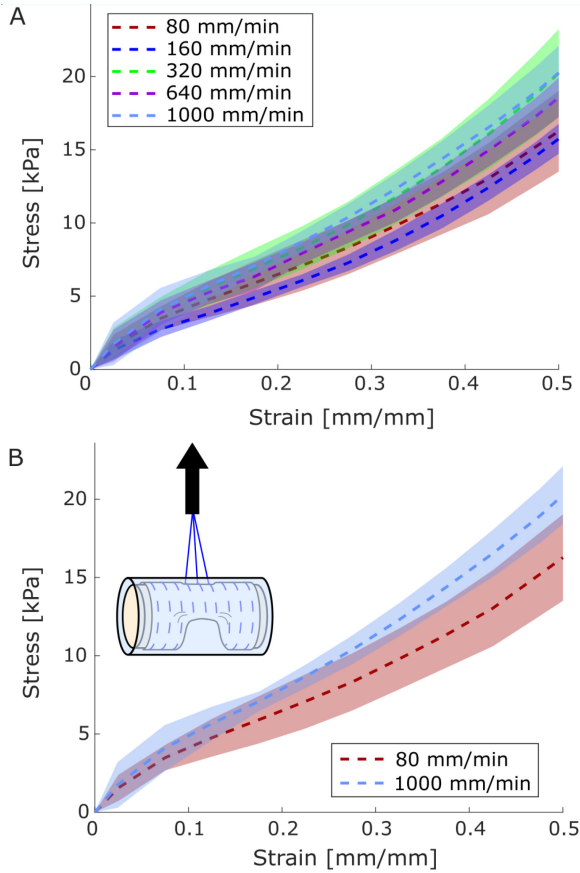 A
80 mm/min
160 mm/min
320 mm/min
640 mm/min
1000 mm/min
Stress [kPa]
20
15
10
5
0
0
0.1
0.2
0.3
0.4
0.5
Strain [mm/mm]
B
Stress [kPa]
20
15
10
5
0
80 mm/min
1000 mm/min
0
0.1
0.2
0.3
0.4
0.5
Strain [mm/mm]